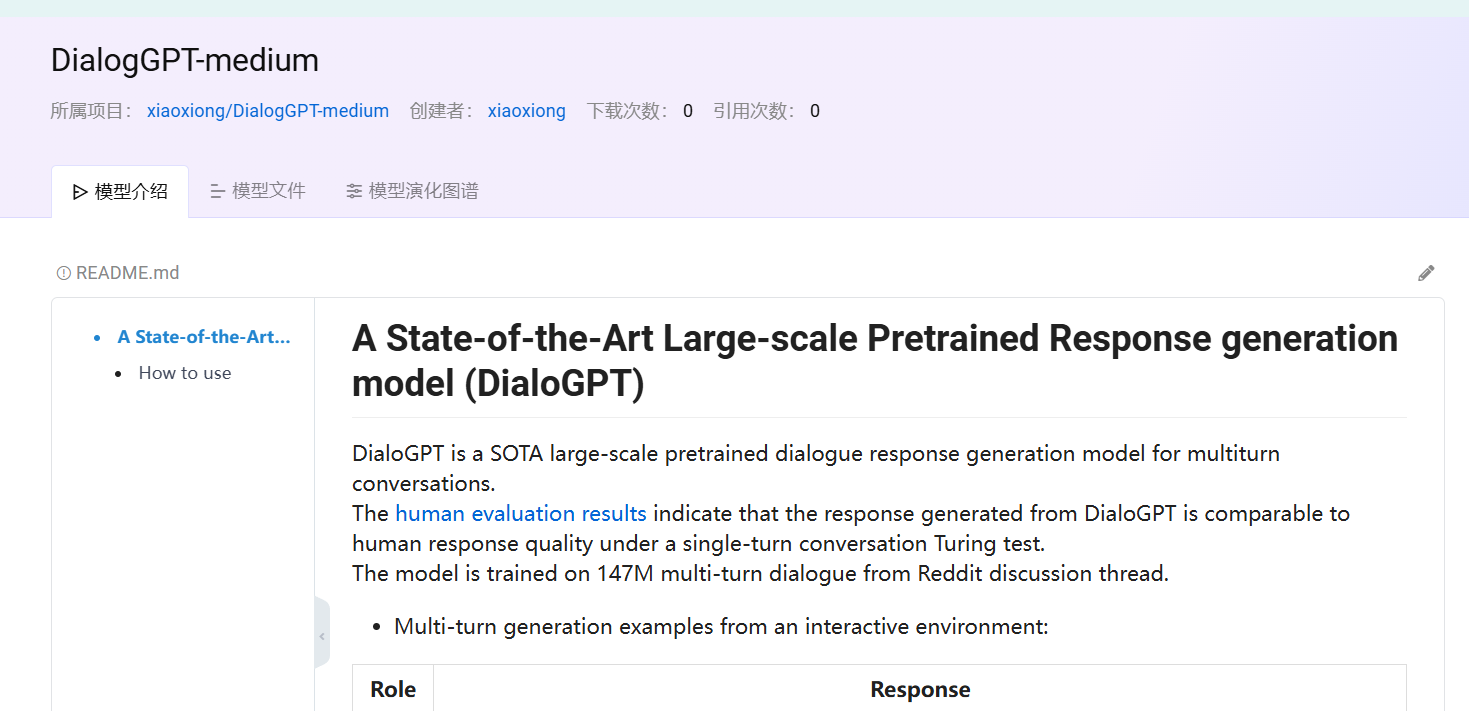 DialogGPT-medium
所属项目： xiaoxiong/DialogGPT-medium 创建者： xiaoxiong 下载次数： 0 引用次数： 0
模型介绍 模型文件 模型演化图谱
README.md
A State-of-the-Art...
How to use
A State-of-the-Art Large-scale Pretrained Response generation
model (DialoGPT)
DialoGPT is a SOTA large-scale pretrained dialogue response generation model for multiturn
conversations.
The human evaluation results indicate that the response generated from DialoGPT is comparable to
human response quality under a single-turn conversation Turing test.
The model is trained on 147M multi-turn dialogue from Reddit discussion thread.
• Multi-turn generation examples from an interactive environment:
Role Response